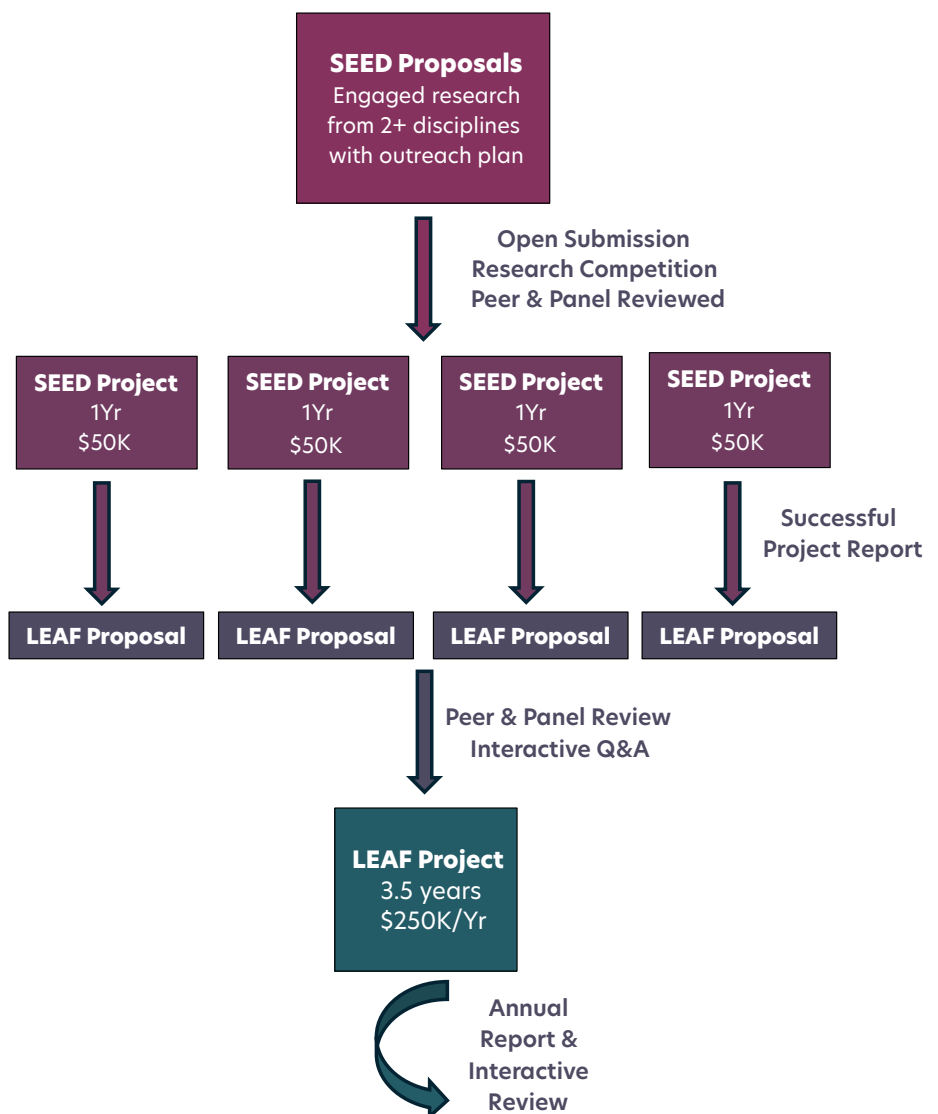 SEED Proposals
Engaged research
from 2+ disciplines
with outreach plan
Open Submission
Research Competition
Peer & Panel Reviewed
SEED Project
1Yr
$50K
SEED Project
1Yr
$50K
SEED Project
1Yr
$50K
SEED Project
1Yr
$50K
Successful
Project Report
LEAF Proposal
LEAF Proposal
LEAF Proposal
LEAF Proposal
Peer & Panel Review
Interactive Q&A
LEAF Project
3.5 years
$250K/Yr
Annual
Report &
Interactive
Review